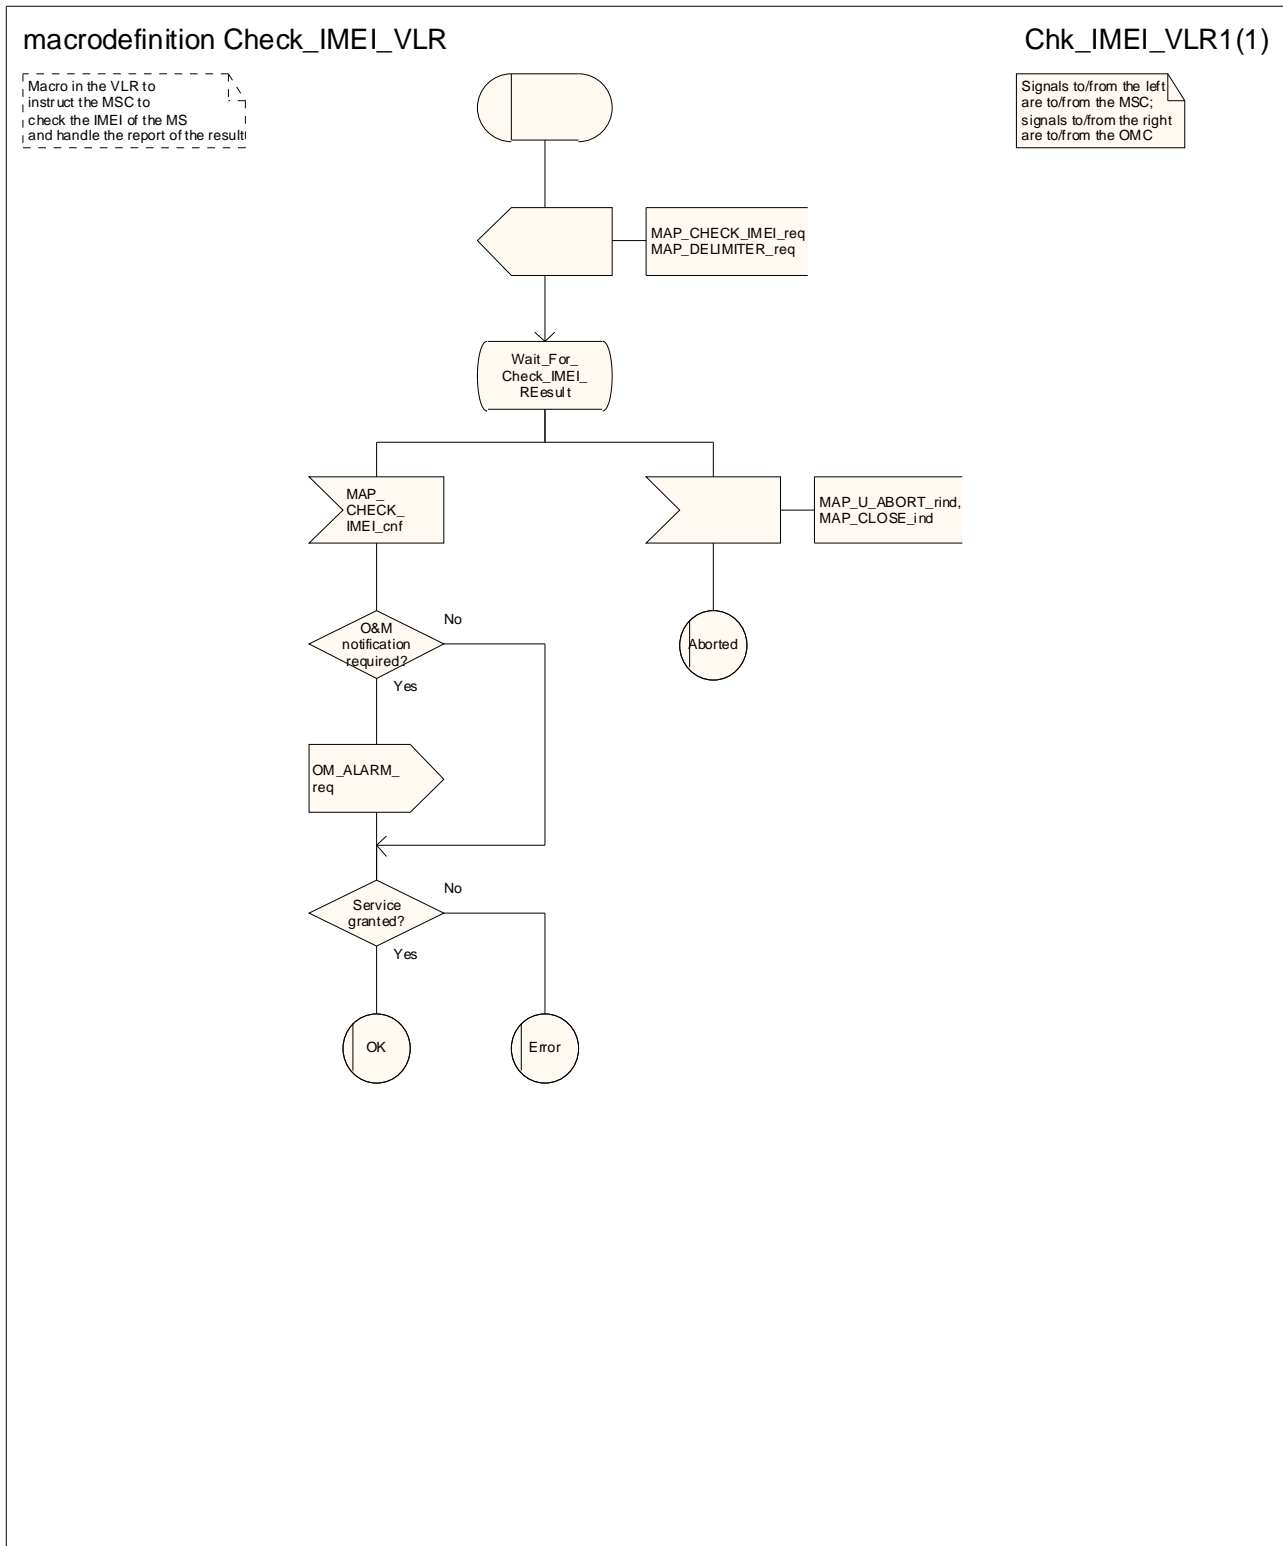 macrodefinition Check_IMEI_VLR
Chk_IMEI_VLR1(1)
Macro in the VLR to
instruct the MSC to
check the IMEI of the MS
and handle the report of the result
Signals to/from the left
are to/from the MSC;
signals to/from the right
are to/from the OMC
MAP_CHECK_IMEI_req
MAP_DELIMITER_req
Wait_For_
Check_IMEI_
REesult
MAP_
CHECK_
IMEI_cnf
MAP_U_ABORT_rind,
MAP_CLOSE_ind
O&M
notification
required?
No
Yes
Aborted
OM_ALARM_
req
Service
granted?
No
Yes
OK
Error